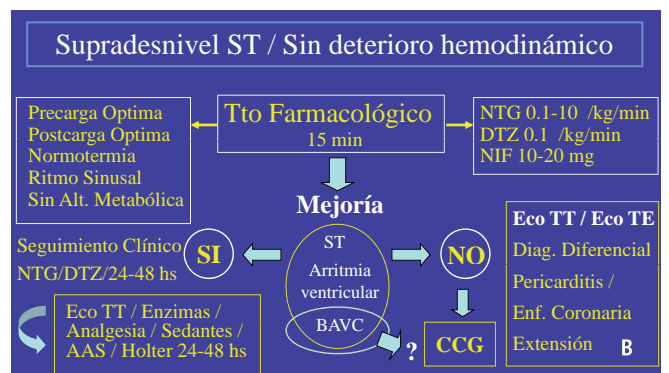 Supradesnivel ST / Sin deterioro hemodinámico
Precarga Optima
Postcarga Optima
Normotermia
Ritmo Sinusal
Sin Alt. Metabólica
Tto Farmacológico
15 min
NTG 0.1-10 /kg/min
DTZ 0.1 /kg/min
NIF 10-20 mg
Mejoría
Seguimiento Clínico
NTG/DTZ/24-48 hs
SI
ST
Arritmia
ventricular
BAVC
NO
?
CCG
Eco TT / Enzimas /
Analgesia / Sedantes /
AAS / Holter 24-48 hs
Eco TT / Eco TE
Diag. Diferencial
Pericarditis /
Enf. Coronaria
Extensión
B